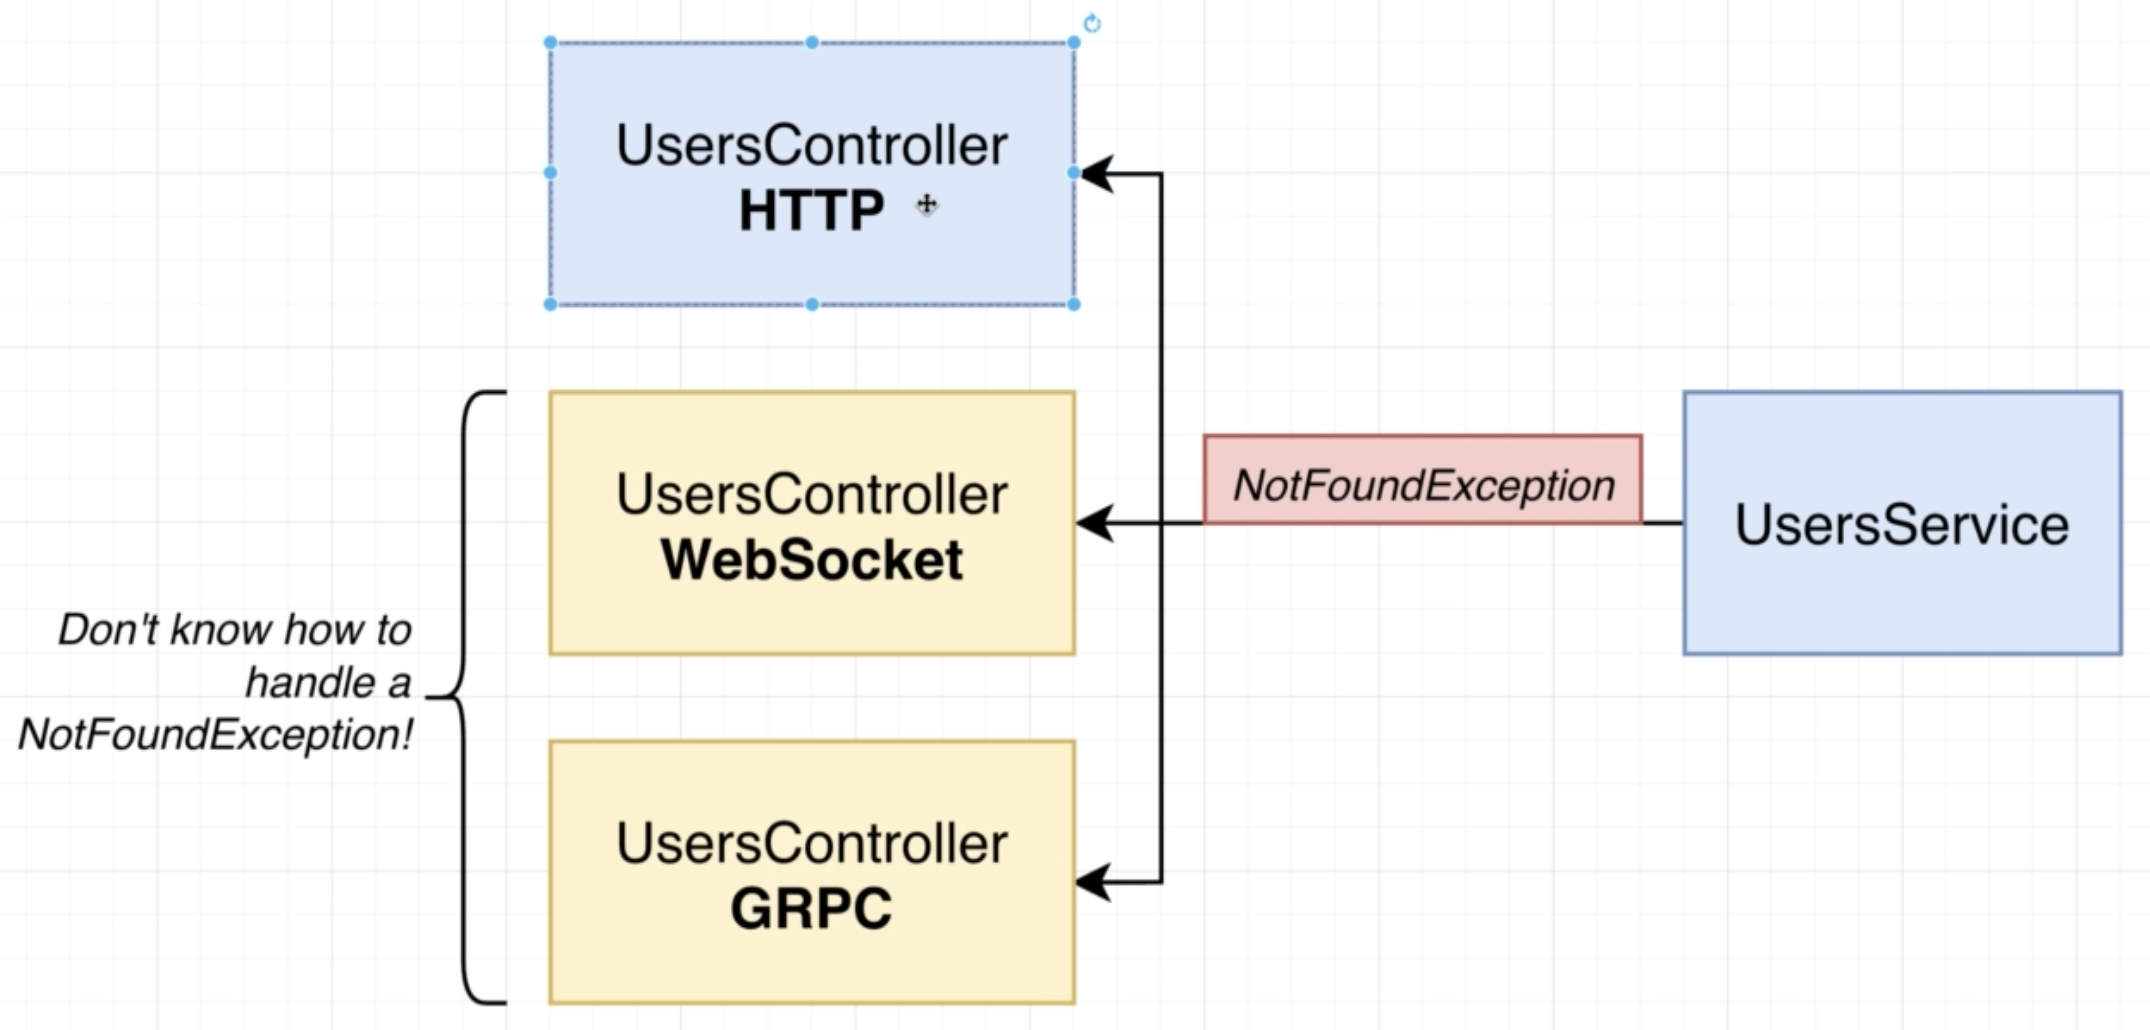 UsersController
HTTP
UsersController
WebSocket
NotFoundException
UsersService
Don't know how to
handle a
NotFoundException!
UsersController
GRPC